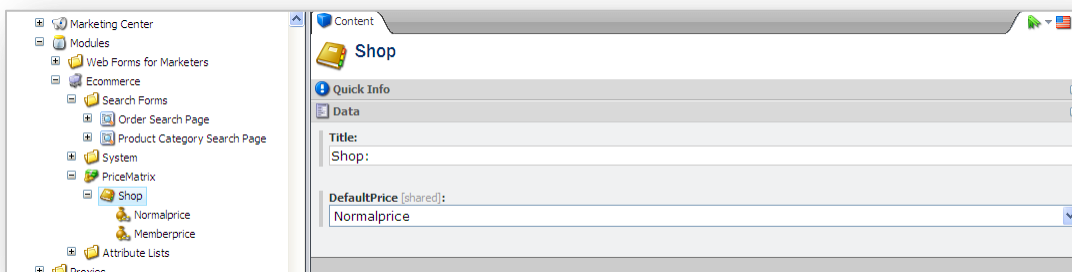 Marketing Center
Modules
Web Forms for Marketers
Ecommerce
Search Forms
Order Search Page
Product Category Search Page
System
PriceMatrix
Shop
Normalprice
Memberprice
Attribute Lists
Proxies
Content
Shop
Quick Info
Data
Title:
Shop:
DefaultPrice [shared]:
Normalprice